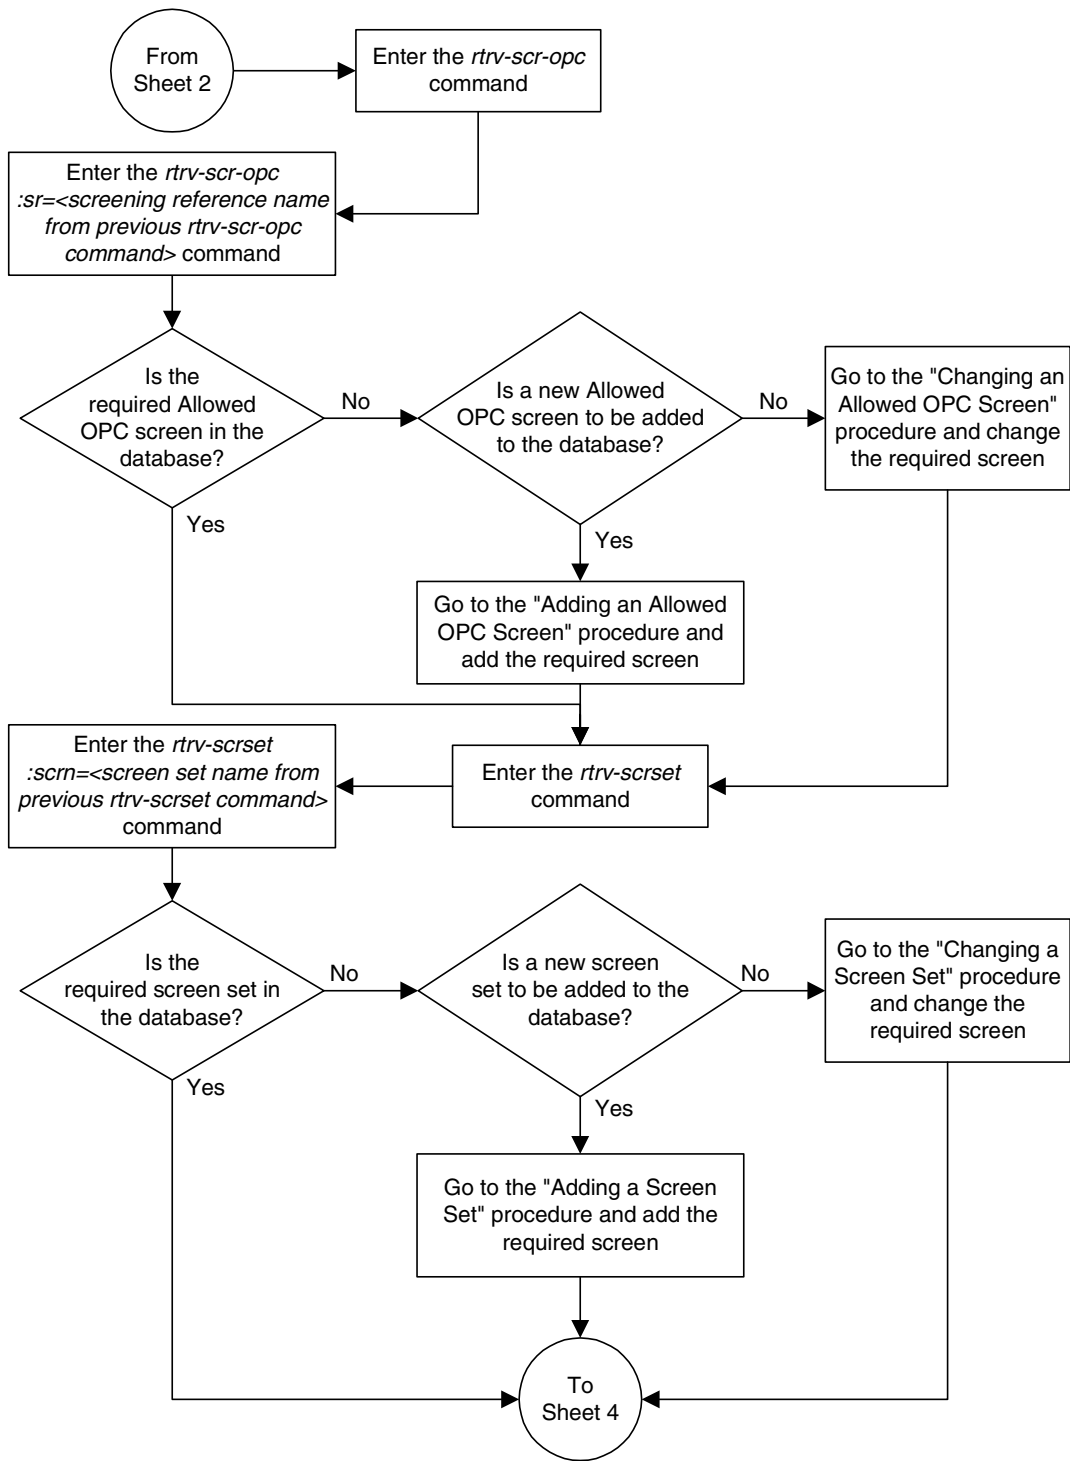 From
Sheet 2
Enter the rtrv-scr-opc
command
Enter the rtrv-scr-opc
:sr=<screening reference name
from previous rtrv-scr-opc
command> command
Is the
required Allowed
OPC screen in the
database?
No
Is a new Allowed
OPC screen to be added
to the database?
No
Go to the "Changing an
Allowed OPC Screen"
procedure and change
the required screen
Yes
Yes
Go to the "Adding an Allowed
OPC Screen" procedure and
add the required screen
Enter the rtrv-scrset
command
Enter the rtrv-scrset
:scrn=<screen set name from
previous rtrv-scrset command>
command
Is the
required screen set in
the database?
No
Is a new screen
set to be added to the
database?
No
Go to the "Changing a
Screen Set" procedure
and change the
required screen
Yes
Yes
Go to the "Adding a Screen
Set" procedure and add the
required screen
To
Sheet 4